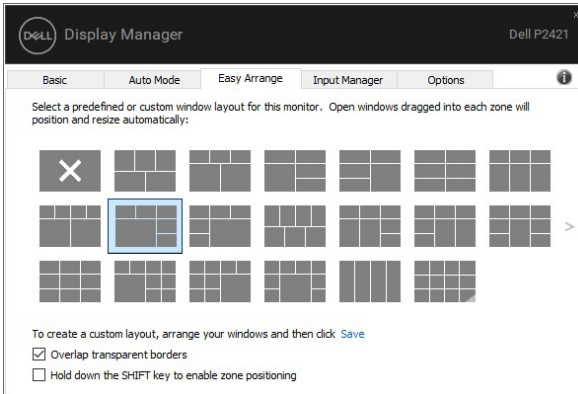 DELL Display Manager Dell P2421
Basic Auto Mode Easy Arrange Input Manager Options
Select a predefined or custom window layout for this monitor. Open windows dragged into each zone will
position and resize automatically:
To create a custom layout, arrange your windows and then click Save
Overlap transparent borders
Hold down the SHIFT key to enable zone positioning